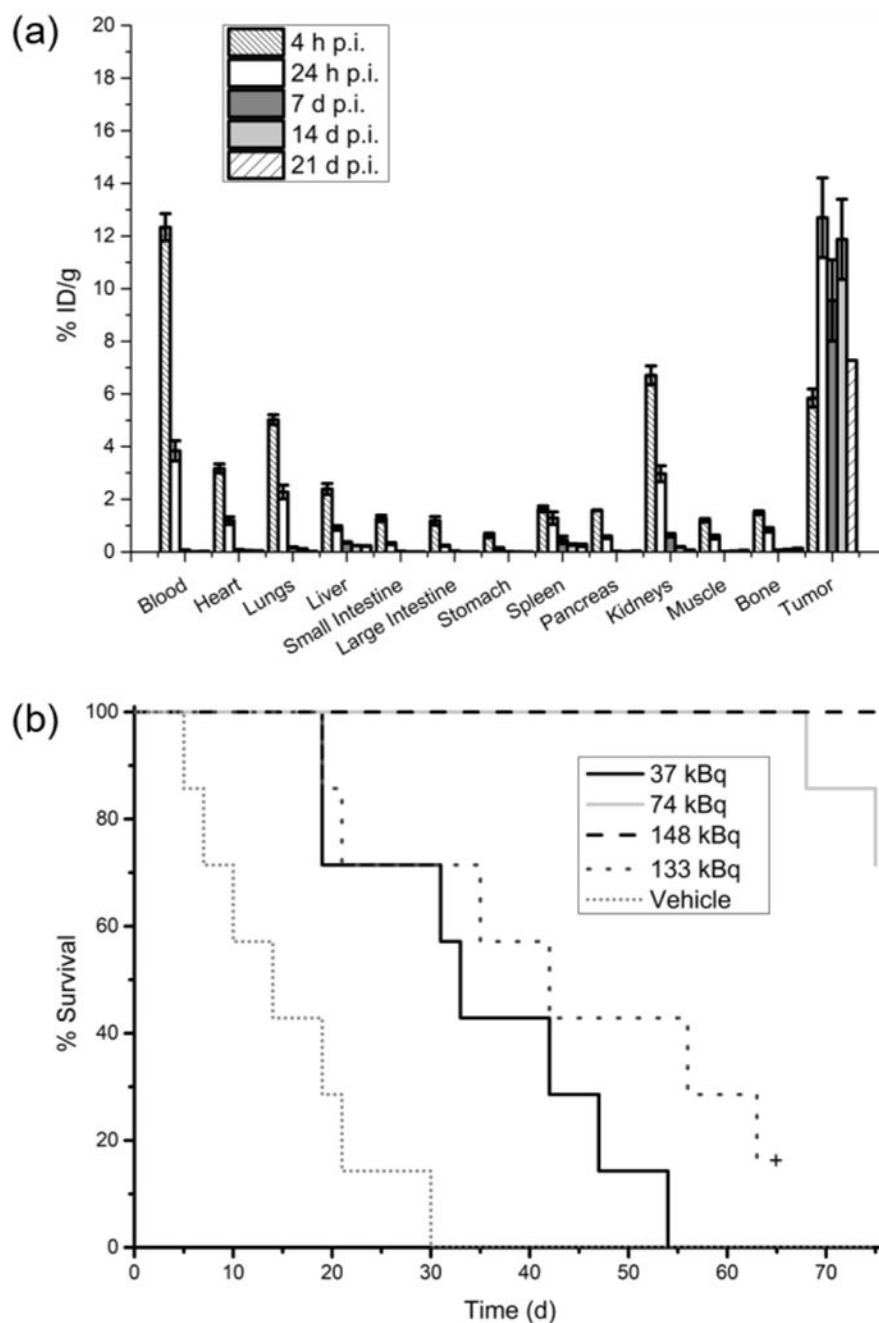 (a)
20
18
16
14
12
10
8
6
4
2
0
% ID/g
4 h p.i.
24 h p.i.
7 d p.i.
14 d p.i.
21 d p.i.
Blood
Heart
Lungs
Liver
Small Intestine
Large Intestine
Stomach
Spleen
Pancreas
Kidneys
Muscle
Bone
Tumor
(b)
100
80
60
40
20
0
% Survival
37 kBq
74 kBq
148 kBq
133 kBq
Vehicle
+
0 10 20 30 40 50 60 70
Time (d)